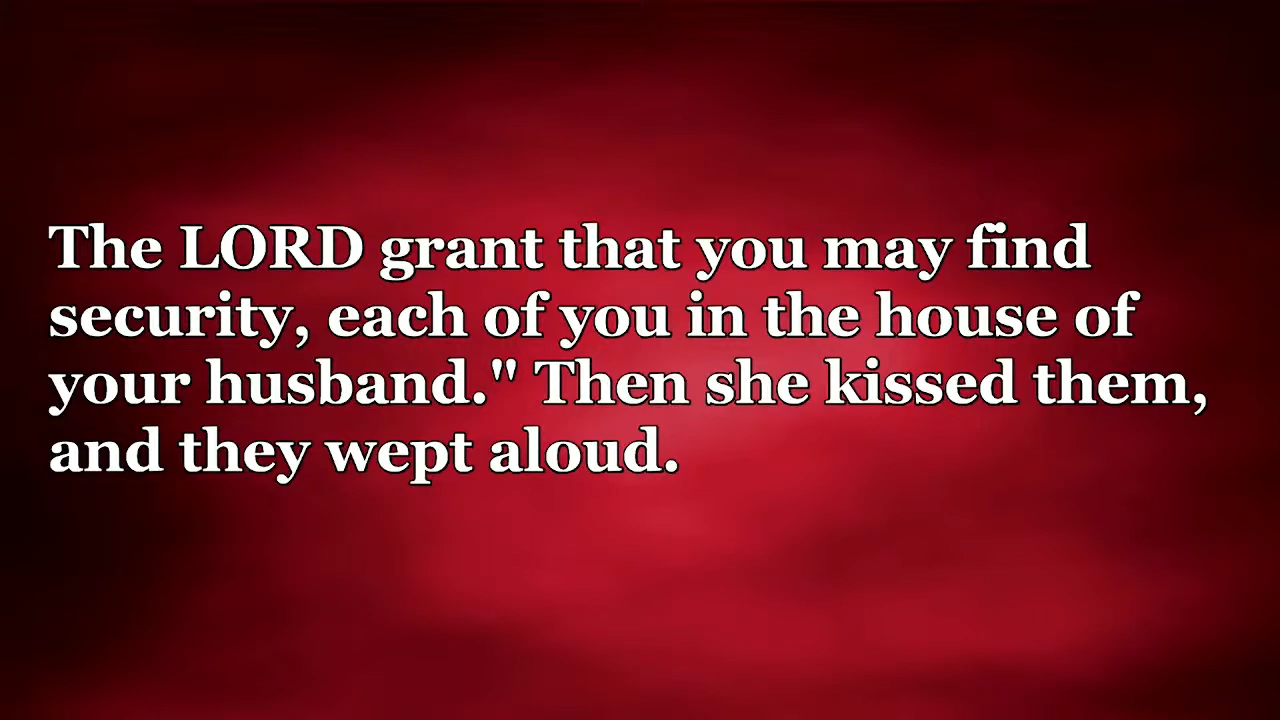 The LORD grant that you may find
security, each of you in the house of
your husband." Then she kissed them,
and they wept aloud.